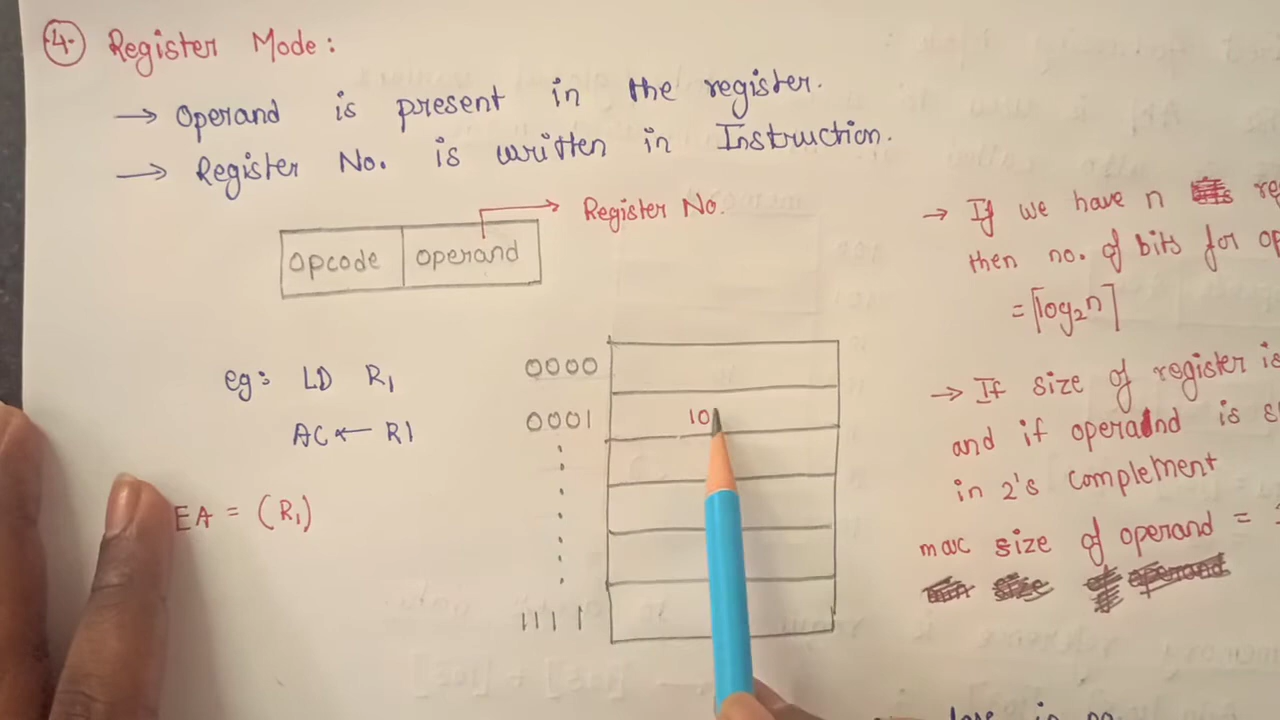 4. Register Mode:
→ Operand is present in the register.
→ Register No. is written in Instruction.
Register No.
opcode operand
eg: LD R1
AC ← R1
EA = (R1)
0000
0001 10
1111
→ If we have n
then no. of bits for
= ⌈log2n⌉
→ If size of register is
and if operand is
in 2's complement
max size of operand =